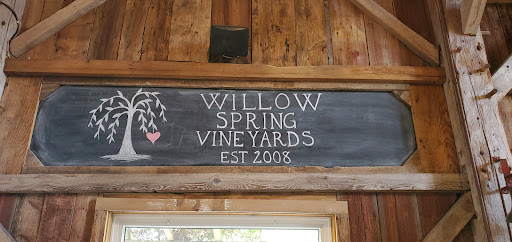 WILLOW
SPRING
VINEYARDS
EST 2008